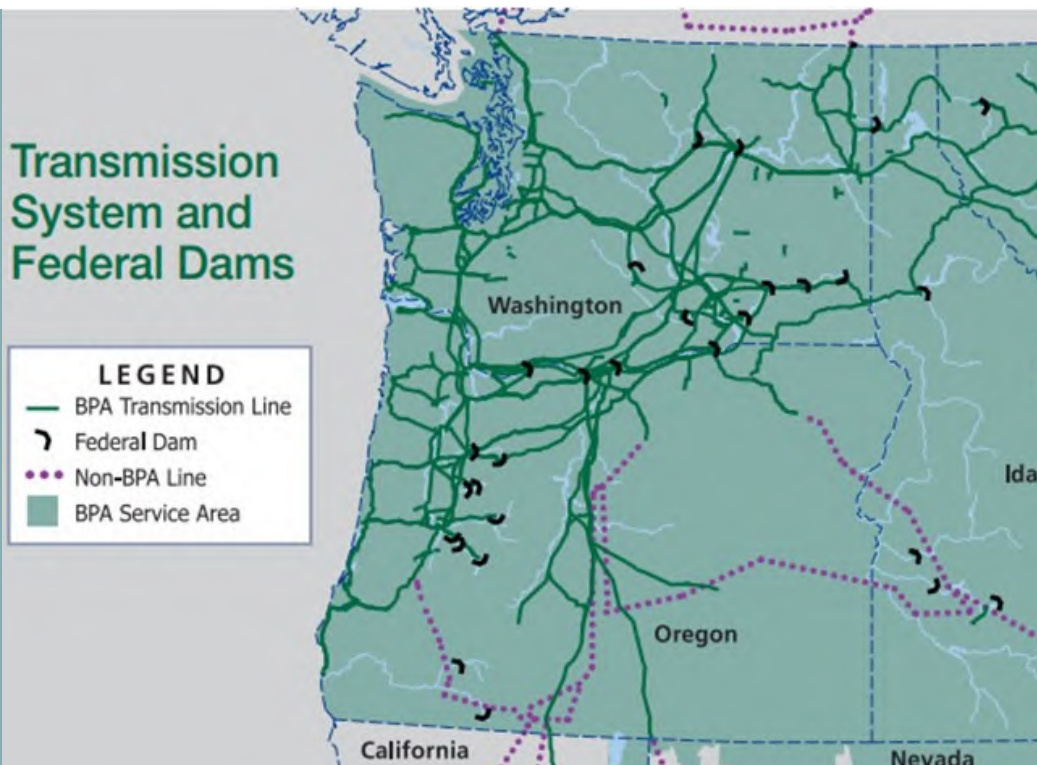 Transmission
System and
Federal Dams
LEGEND
BPA Transmission Line
Federal Dam
Non-BPA Line
BPA Service Area
Washington
Ida
Oregon
California
Nevada